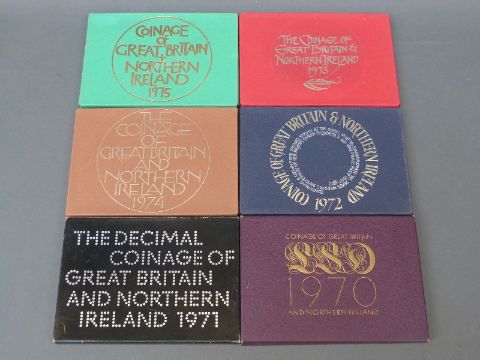 COINAGE
OF
GREAT BRITAIN
+
NORTHERN
IRELAND
1975
THE COINAGE OF
GREAT BRITAIN &
NORTHERN IRELAND
1973
THE
COINAGE
OF
GREAT BRITAIN
AND
NORTHERN
IRELAND
1974
COINAGE OF GREAT BRITAIN & NORTHERN IRELAND
1972
THE DECIMAL
COINAGE OF
GREAT BRITAIN
AND NORTHERN
IRELAND 1971
COINAGE OF GREAT BRITAIN
LSD
1970
AND NORTHERN IRELAND